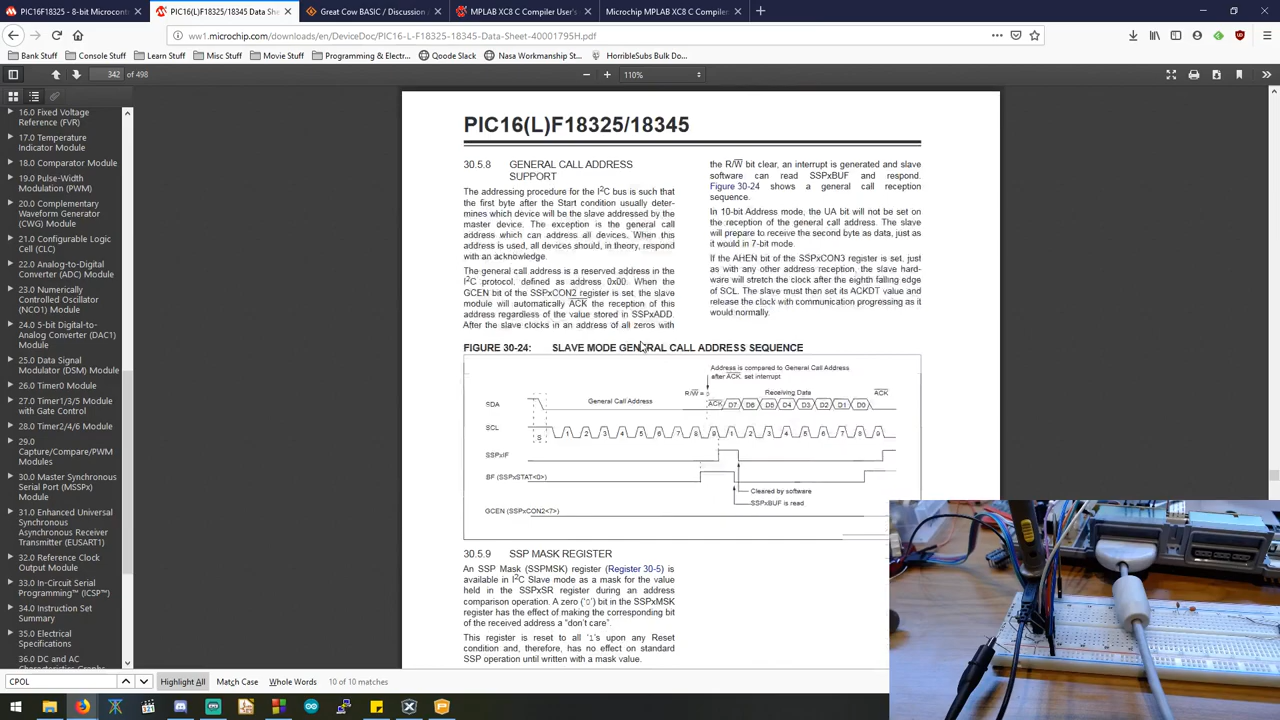 PIC16F18325 - 8-bit Microcont
PIC16(L)F18325/18345 Data She
Great Cow BASIC / Discussion /
MPLAB XC8 C Compiler User's
Microchip MPLAB XC8 C Compiler
ww1.microchip.com/downloads/en/DeviceDoc/PIC16-L-F18325-18345-Data-Sheet-40001795H.pdf
Bank Stuff
Console Stuff
Learn Stuff
Misc Stuff
Movie Stuff
Programming & Electr...
Qoode Slack
Nasa Workmanship St...
HorribleSubs Bulk Do...
342 of 498
110%
16.0 Fixed Voltage
Reference (FVR)
17.0 Temperature
Indicator Module
18.0 Comparator Module
19.0 Pulse-Width
Modulation (PWM)
20.0 Complementary
Waveform Generator
(CWG) Module
21.0 Configurable Logic
Cell (CLC)
22.0 Analog-to-Digital
Converter (ADC) Module
23.0 Numerically
Controlled Oscillator
(NCO1) Module
24.0 5-bit Digital-to-
Analog Converter (DAC1)
Module
25.0 Data Signal
Modulator (DSM) Module
26.0 Timer0 Module
27.0 Timer1/3/5 Module
with Gate Control
28.0 Timer2/4/6 Module
29.0
Capture/Compare/PWM
Modules
30.0 Master Synchronous
Serial Port (MSSPx)
Module
31.0 Enhanced Universal
Synchronous
Asynchronous Receiver
Transmitter (EUSART1)
32.0 Reference Clock
Output Module
33.0 In-Circuit Serial
Programming™ (ICSP™)
34.0 Instruction Set
Summary
35.0 Electrical
Specifications
36.0 DC and AC
PIC16(L)F18325/18345
30.5.8 GENERAL CALL ADDRESS
SUPPORT
The addressing procedure for the I²C bus is such that
the first byte after the Start condition usually deter-
mines which device will be the slave addressed by the
master device. The exception is the general call
address which can address all devices. When this
address is used, all devices should, in theory, respond
with an acknowledge.
The general call address is a reserved address in the
I²C protocol, defined as address 0x00. When the
GCEN bit of the SSPxCON2 register is set, the slave
module will automatically ACK the reception of this
address regardless of the value stored in SSPxADD.
After the slave clocks in an address of all zeros with
the R/W bit clear, an interrupt is generated and slave
software can read SSPxBUF and respond.
Figure 30-24 shows a general call reception
sequence.
In 10-bit Address mode, the UA bit will not be set on
the reception of the general call address. The slave
will prepare to receive the second byte as data, just as
it would in 7-bit mode.
If the AHEN bit of the SSPxCON3 register is set, just
as with any other address reception, the slave hard-
ware will stretch the clock after the eighth falling edge
of SCL. The slave must then set its ACKDT value and
release the clock with communication progressing as it
would normally.
FIGURE 30-24: SLAVE MODE GENERAL CALL ADDRESS SEQUENCE
Address is compared to General Call Address
after ACK, set interrupt
R/W = 0
Receiving Data
ACK
SDA
General Call Address
ACK D7 D6 D5 D4 D3 D2 D1 D0
SCL
S
1 2 3 4 5 6 7 8 9 1 2 3 4 5 6 7 8 9
SSPxIF
BF (SSPxSTAT<0>)
Cleared by software
SSPxBUF is read
GCEN (SSPxCON2<7>)
30.5.9 SSP MASK REGISTER
An SSP Mask (SSPMSK) register (Register 30-5) is
available in I²C Slave mode as a mask for the value
held in the SSPxSR register during an address
comparison operation. A zero ('0') bit in the SSPxMSK
register has the effect of making the corresponding bit
of the received address a “don't care”.
This register is reset to all '1's upon any Reset
condition and, therefore, has no effect on standard
SSP operation until written with a mask value.
CPOL
Highlight All
Match Case
Whole Words
10 of 10 matches